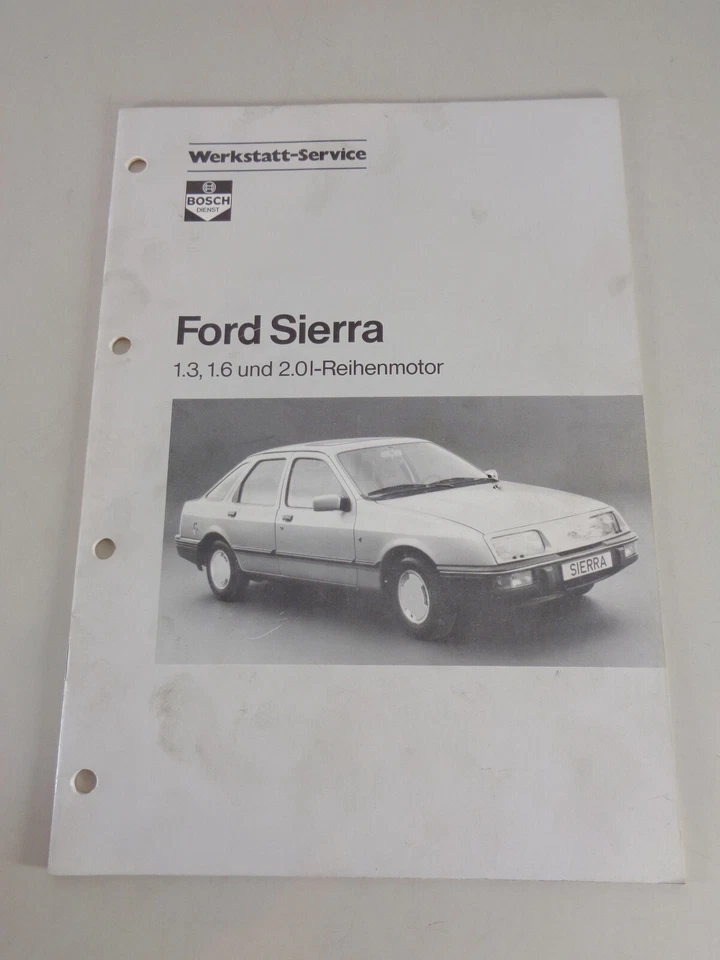 Werkstatt-Service
BOSCH
DIENST
Ford Sierra
1.3, 1.6 und 2.0l-Reihenmotor
SIERRA